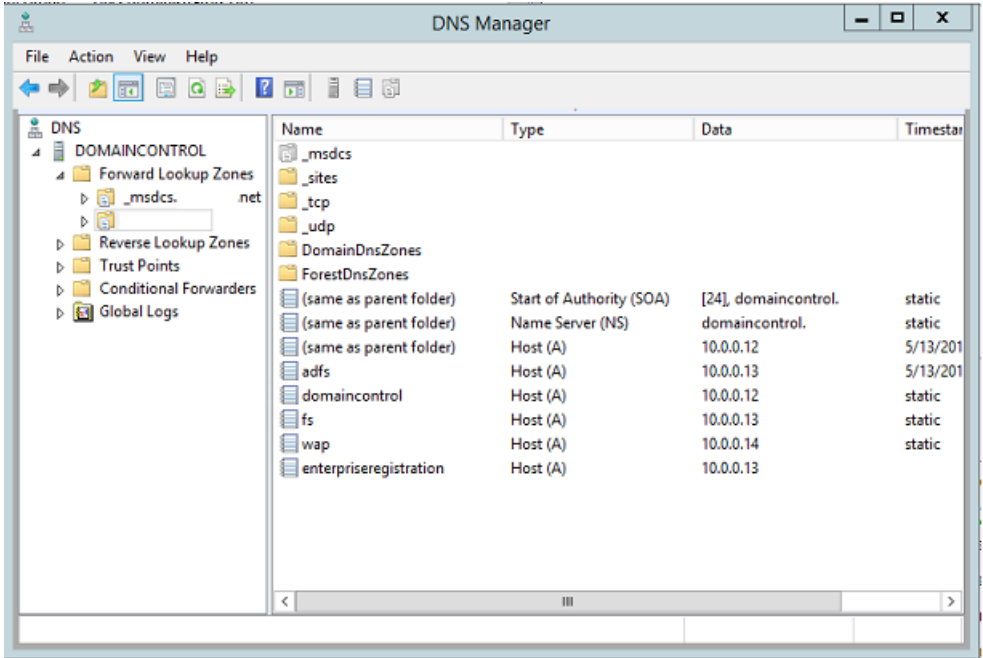 DNS Manager
File Action View Help
DNS
DOMAINCONTROL
Forward Lookup Zones
_msdcs. .net
Reverse Lookup Zones
Trust Points
Conditional Forwarders
Global Logs
Name Type Data Timestar
_msdcs
_sites
_tcp
_udp
DomainDnsZones
ForestDnsZones
(same as parent folder) Start of Authority (SOA) [24], domaincontrol. static
(same as parent folder) Name Server (NS) domaincontrol. static
(same as parent folder) Host (A) 10.0.0.12 5/13/201
adfs Host (A) 10.0.0.13 5/13/201
domaincontrol Host (A) 10.0.0.12 static
fs Host (A) 10.0.0.13 static
wap Host (A) 10.0.0.14 static
enterpriseregistration Host (A) 10.0.0.13